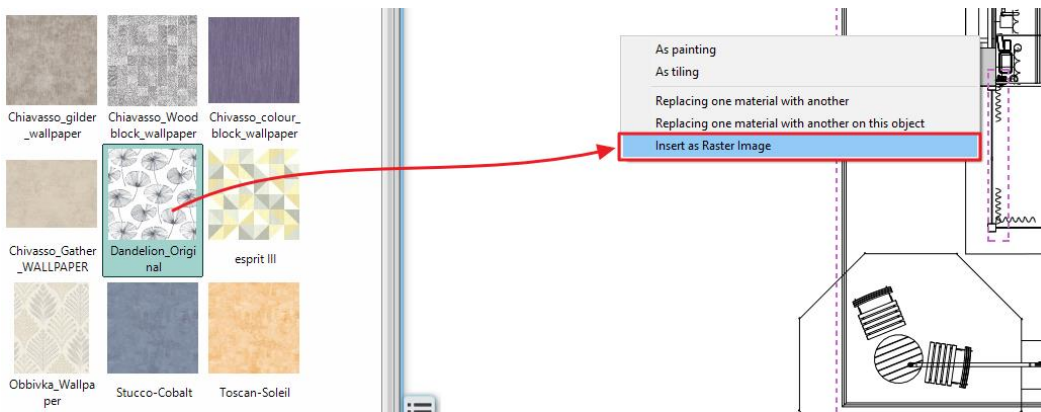 As painting
As tiling
Replacing one material with another
Replacing one material with another on this object
Insert as Raster Image
Chiavasso_gilder
_wallpaper
Chiavasso_Wood
block_wallpaper
Chivasso_colour_
block_wallpaper
Chivasso_Gather
_WALLPAPER
Dandelion_Origi
nal
esprit III
Obbivka_Wallpa
per
Stucco-Cobalt
Toscan-Soleil